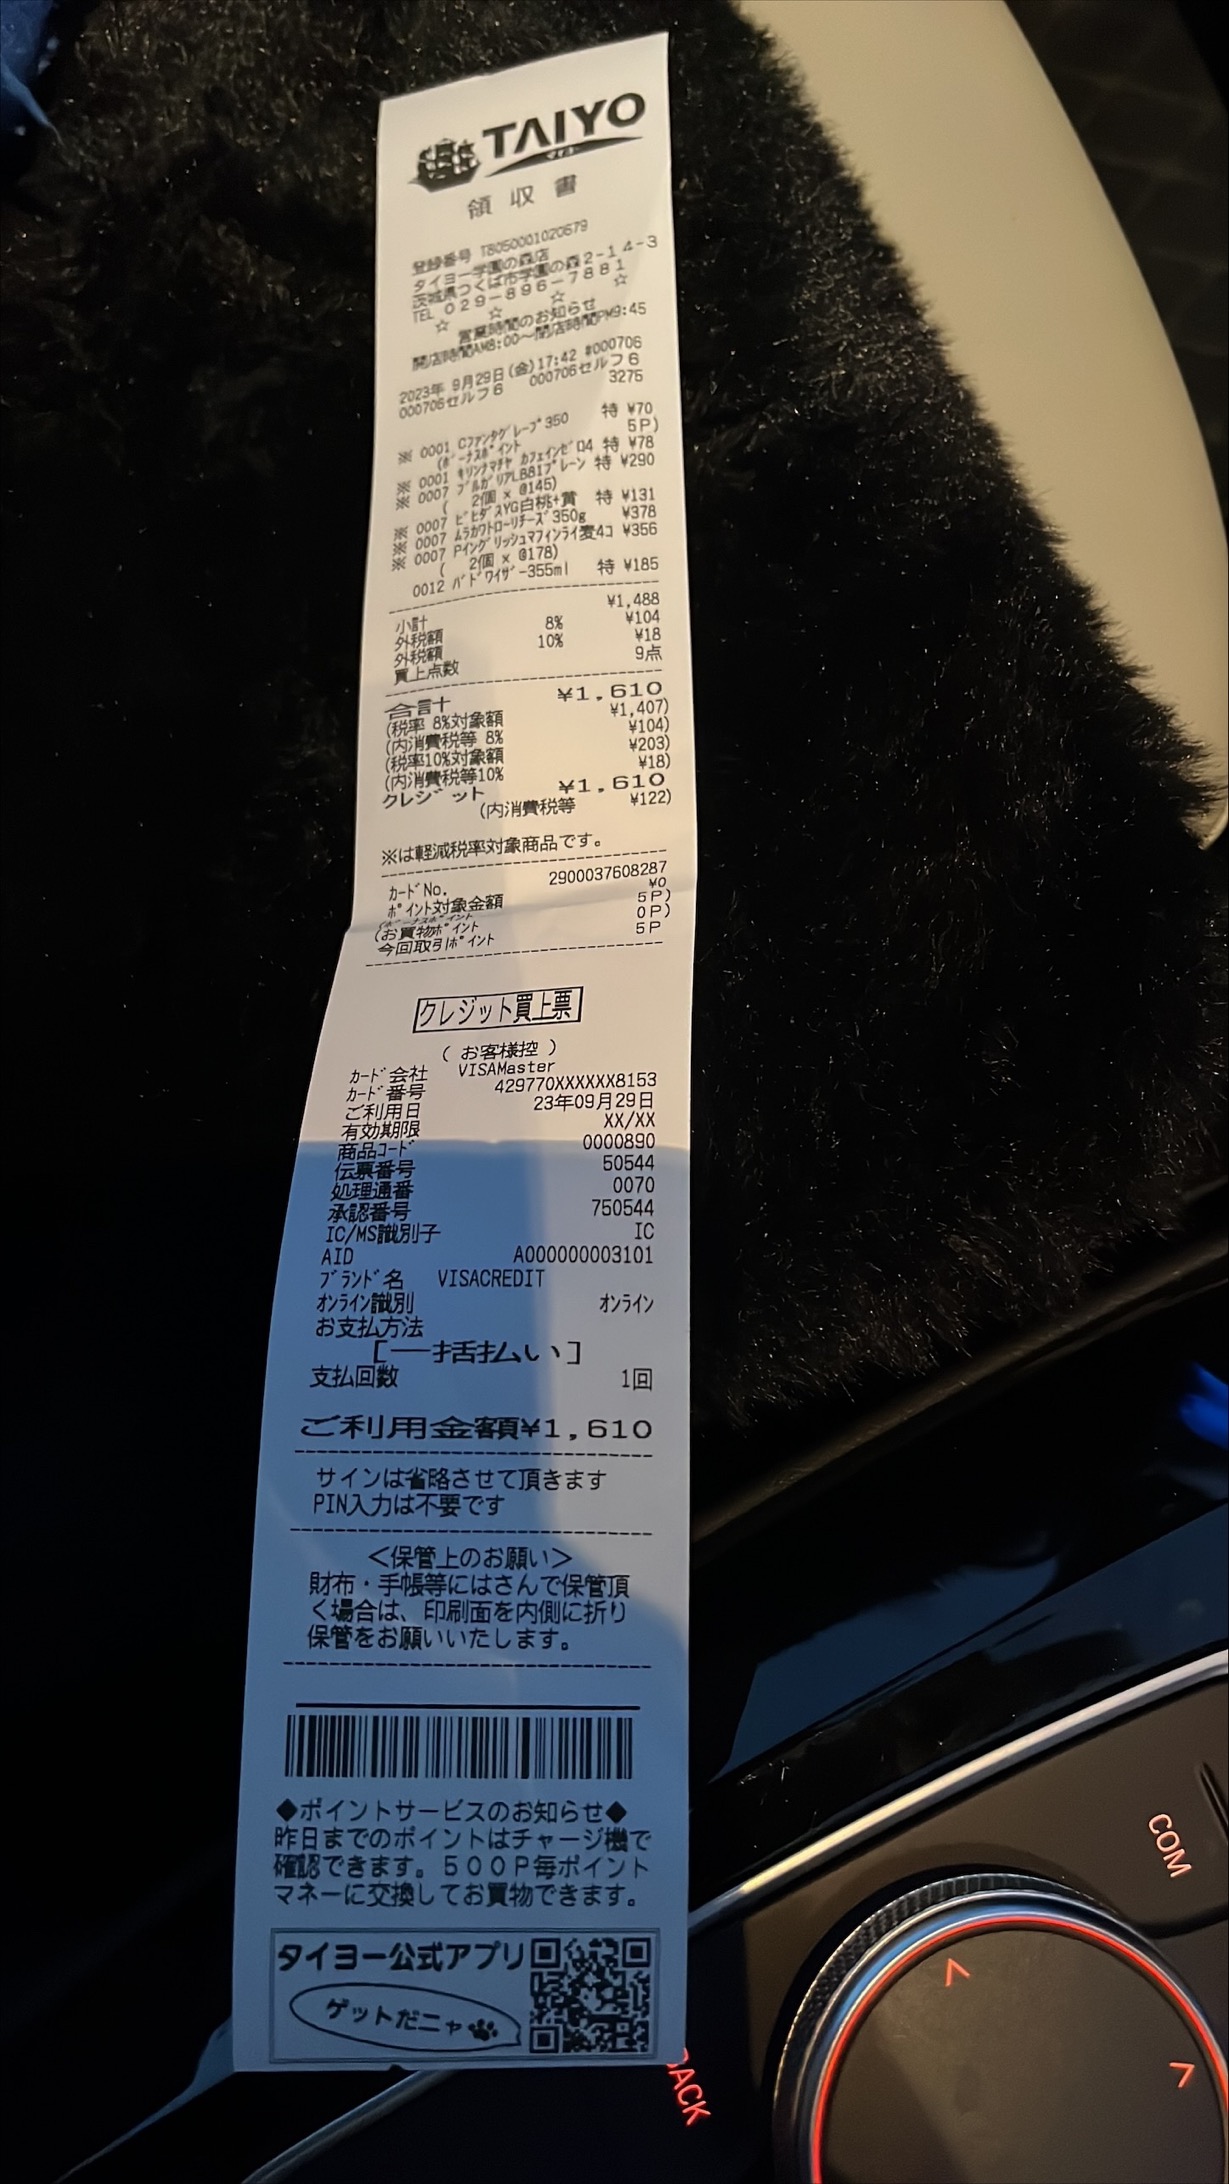 TAIYO
タイヨー
領収書
登録番号 T8050001020679
タイヨー学園の森店
茨城県つくば市学園の森2-14-3
TEL 029-896-7881
☆ ☆ ☆ ☆
営業時間のお知らせ
開店時間AM8:00～閉店時間PM9:45
2023年 9月29日(金)17:42 #000706
000706セルフ6 000706セルフ6
3275
※ 0001 Cファンタグレープ350 特 ¥70
(ボーナスポイント 5P)
※ 0001 キリンナマチャ カフェインゼロ4 特 ¥78
※ 0007 ブルガリアLB81プレーン 特 ¥290
( 2個 × @145)
※ 0007 ビヒダスYG白桃+黄 特 ¥131
※ 0007 ムラカワトローリチーズ350g ¥378
※ 0007 Pイングリッシュマフィンライ麦4コ ¥356
( 2個 × @178)
0012 バドワイザー355ml 特 ¥185
小計 ¥1,488
外税額 8% ¥104
外税額 10% ¥18
買上点数 9点
合計 ¥1,610
(税率 8%対象額 ¥1,407)
(内消費税等 8% ¥104)
(税率10%対象額 ¥203)
(内消費税等10% ¥18)
クレジット ¥1,610
(内消費税等 ¥122)
※は軽減税率対象商品です。
カードNo. 2900037608287
ポイント対象金額 ¥0
(ボーナスポイント 5P)
(お買物ポイント 0P)
今回取引ポイント 5P
クレジット買上票
( お客様控 )
カード会社 VISAMaster
カード番号 429770XXXXXX8153
ご利用日 23年09月29日
有効期限 XX/XX
商品コード 0000890
伝票番号 50544
処理通番 0070
承認番号 750544
IC/MS識別子 IC
AID A000000003101
ブランド名 VISACREDIT
オンライン識別 オンライン
お支払方法
[一括払い]
支払回数 1回
ご利用金額¥1,610
サインは省略させて頂きます
PIN入力は不要です
＜保管上のお願い＞
財布・手帳等にはさんで保管頂
く場合は、印刷面を内側に折り
保管をお願いいたします。
◆ポイントサービスのお知らせ◆
昨日までのポイントはチャージ機で
確認できます。500P毎ポイント
マネーに交換してお買物できます。
タイヨー公式アプリ
ゲットだニャ
COM
BACK